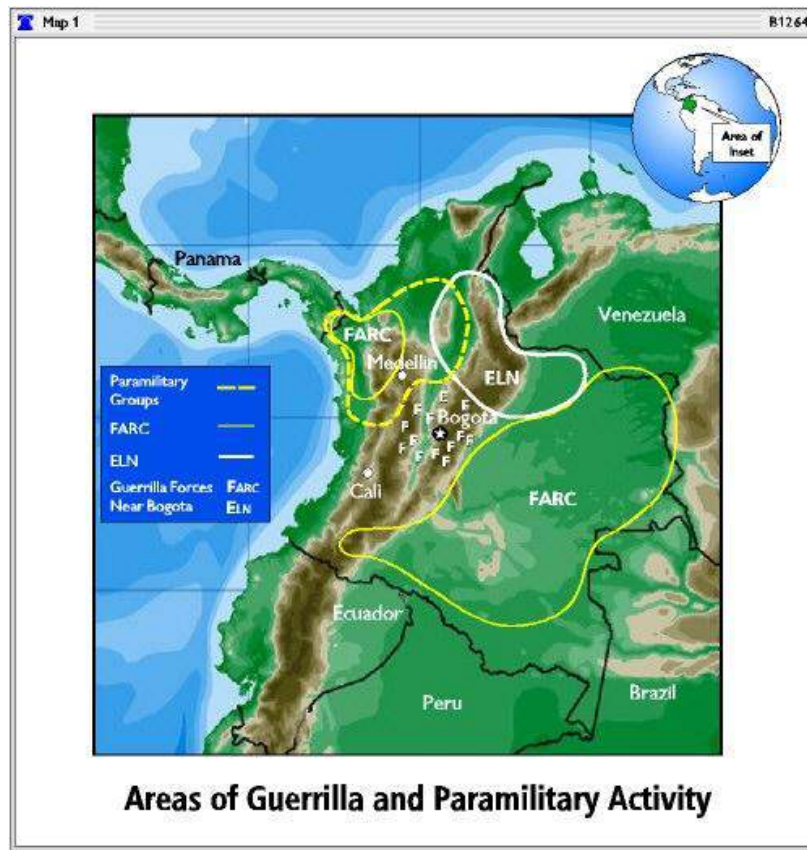 Map 1
B1264
Area of
Inset
Panama
Venezuela
FARC
Medellin
ELN
Paramilitary
Groups
FARC
ELN
Guerrilla Forces FARC
Near Bogota ELN
E
F
F
F
F
Bogota
F
F
F
F
F
F
F
F
Cali
FARC
Ecuador
Peru
Brazil
Areas of Guerrilla and Paramilitary Activity